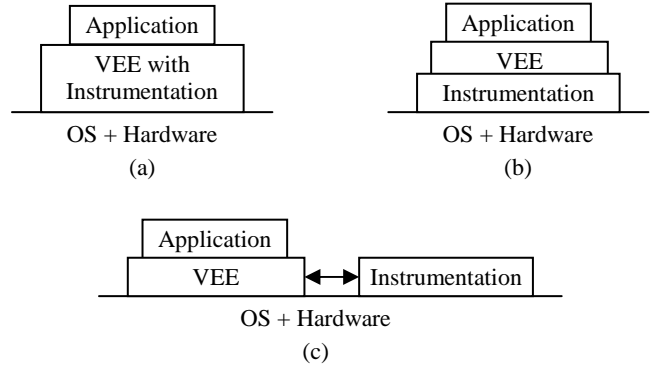 Application
VEE with
Instrumentation
OS + Hardware
(a)
Application
VEE
Instrumentation
OS + Hardware
(b)
Application
VEE
Instrumentation
OS + Hardware
(c)